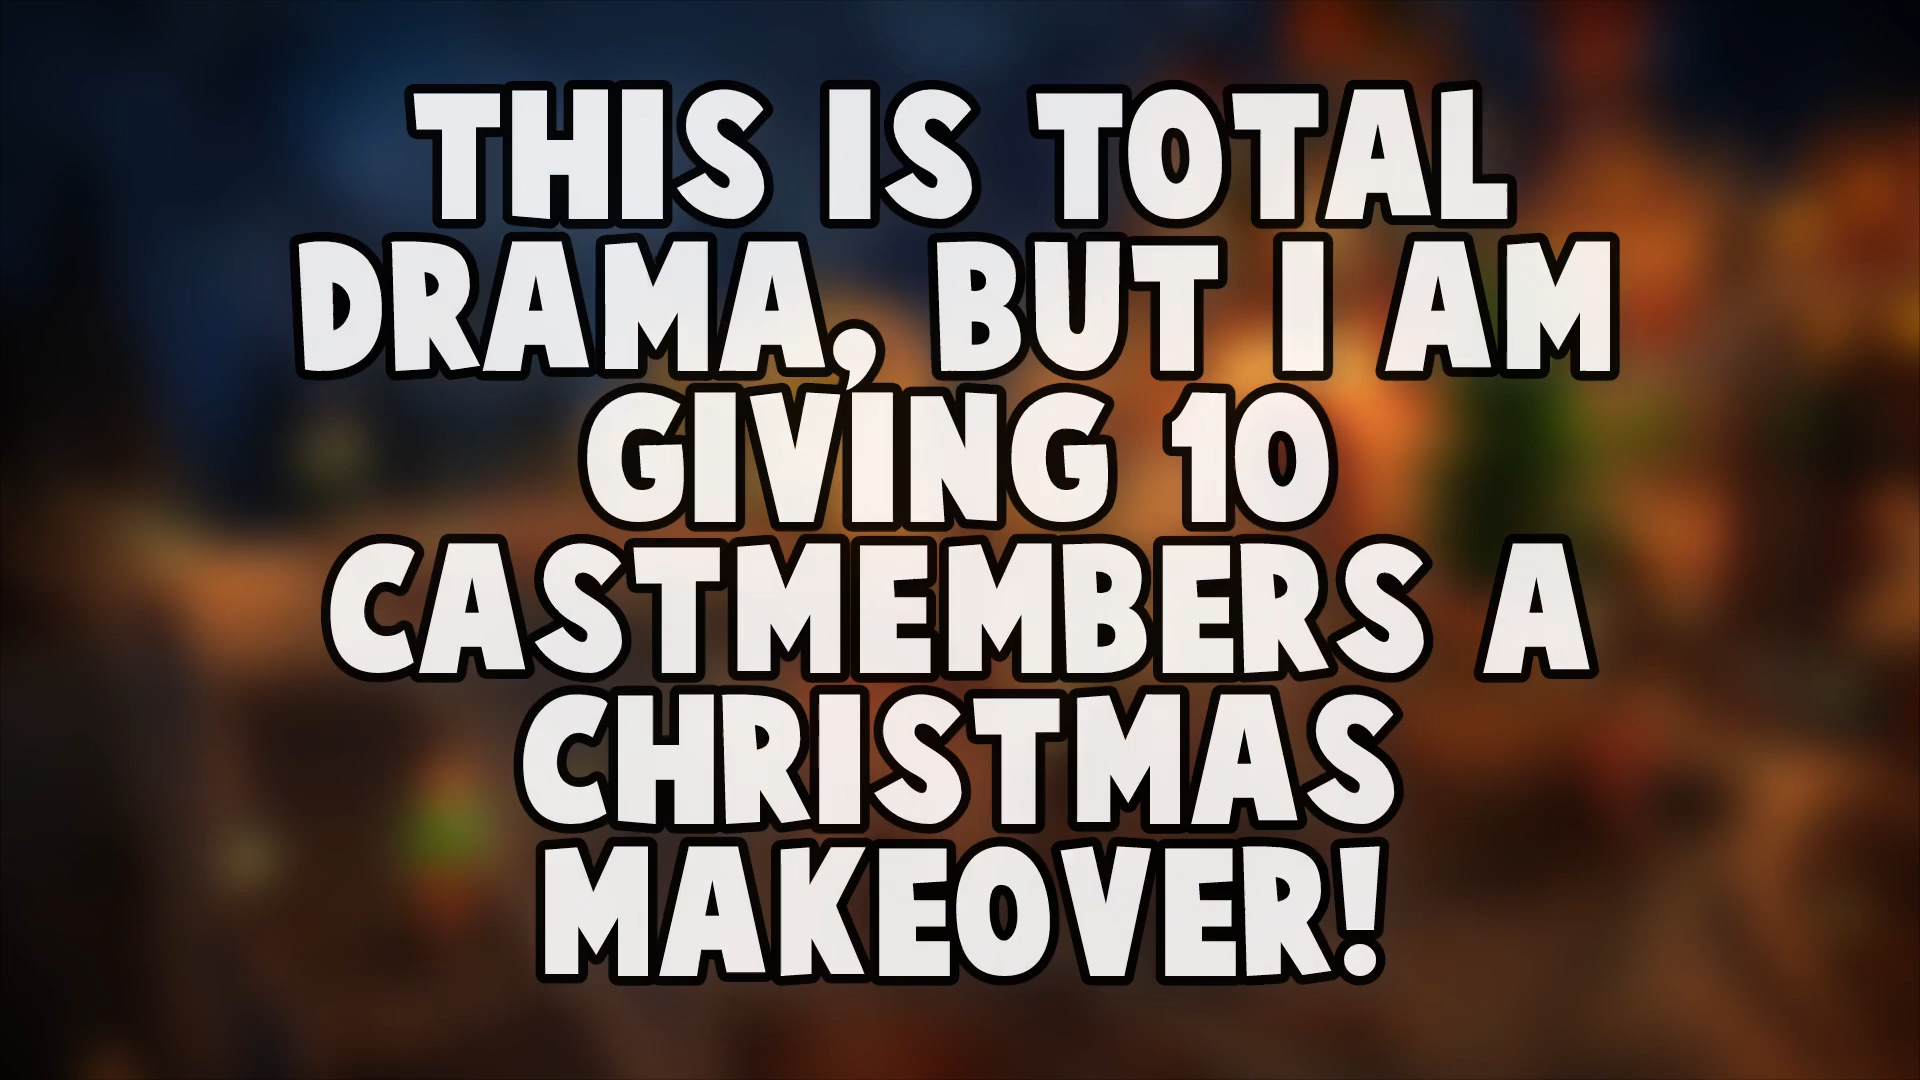 THIS IS TOTAL
DRAMA, BUT I AM
GIVING 10
CASTMEMBERS A
CHRISTMAS
MAKEOVER!